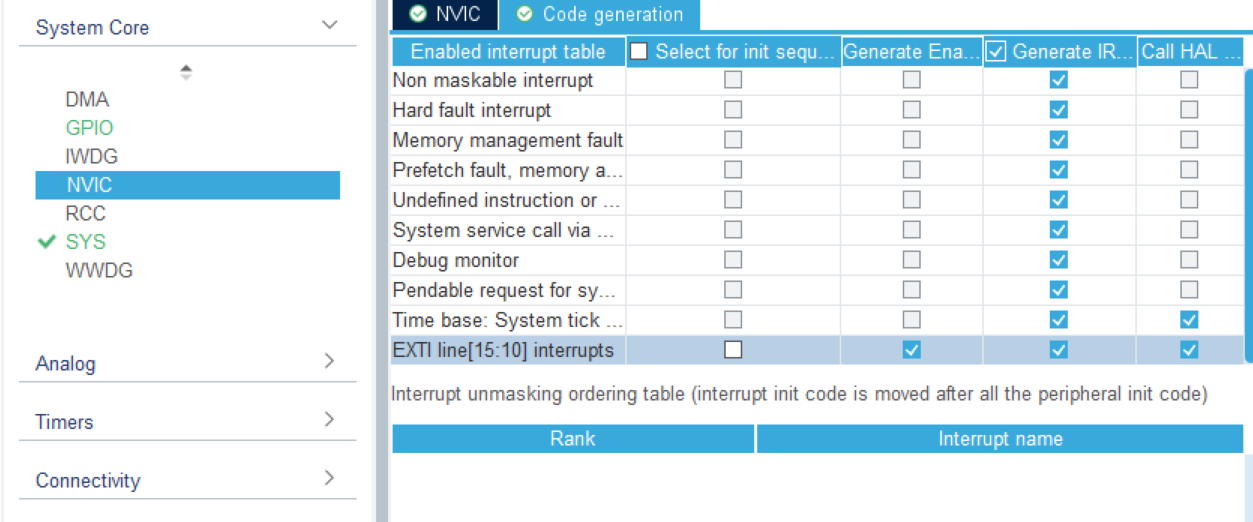 System Core
DMA
GPIO
IWDG
NVIC
RCC
SYS
WWDG
Analog
Timers
Connectivity
NVIC Code generation
Enabled interrupt table Select for init sequ... Generate Ena... Generate IR... Call HAL ...
Non maskable interrupt
Hard fault interrupt
Memory management fault
Prefetch fault, memory a...
Undefined instruction or ...
System service call via ...
Debug monitor
Pendable request for sy...
Time base: System tick ...
EXTI line[15:10] interrupts
Interrupt unmasking ordering table (interrupt init code is moved after all the peripheral init code)
Rank Interrupt name